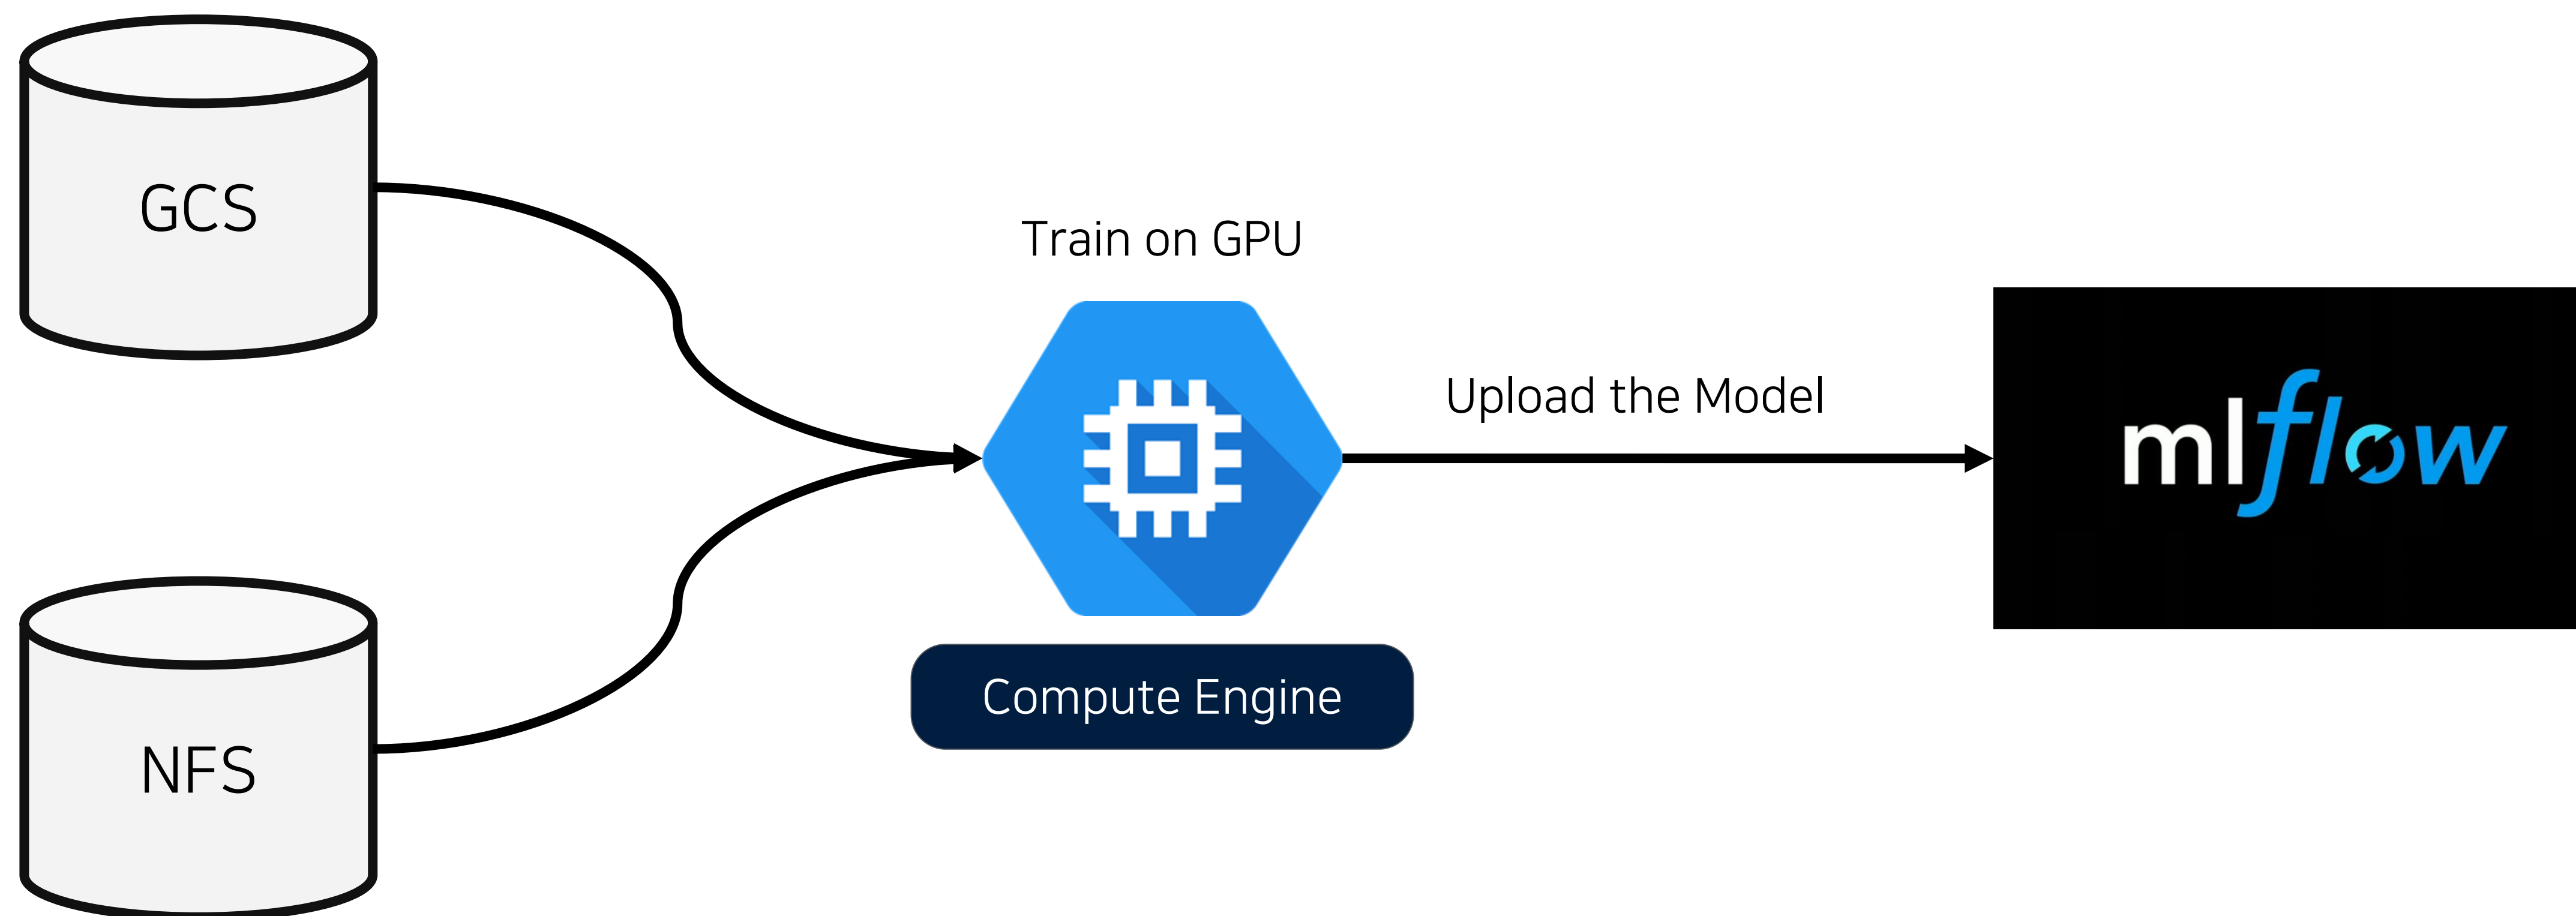 GCS
Train on GPU
Upload the Model
mlflow
Compute Engine
NFS